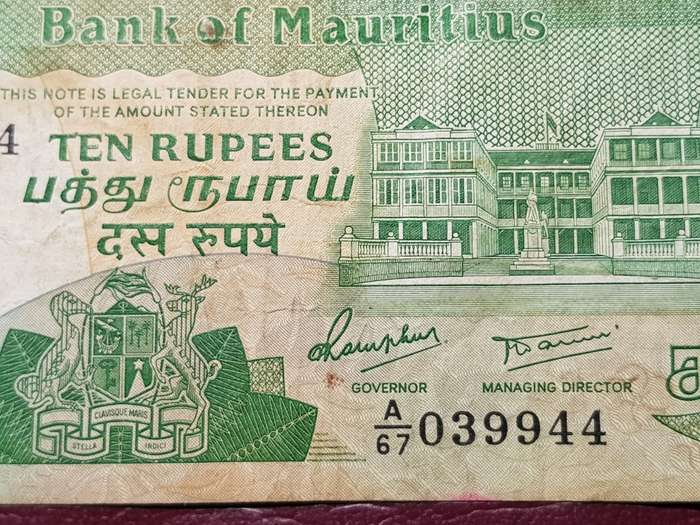 Bank of Mauritius
THIS NOTE IS LEGAL TENDER FOR THE PAYMENT
OF THE AMOUNT STATED THEREON
4
TEN RUPEES
பத்து ரூபாய்
दस रुपये
CLAVISQUE MARIS
STELLA INDICI
GOVERNOR MANAGING DIRECTOR
A/67 039944